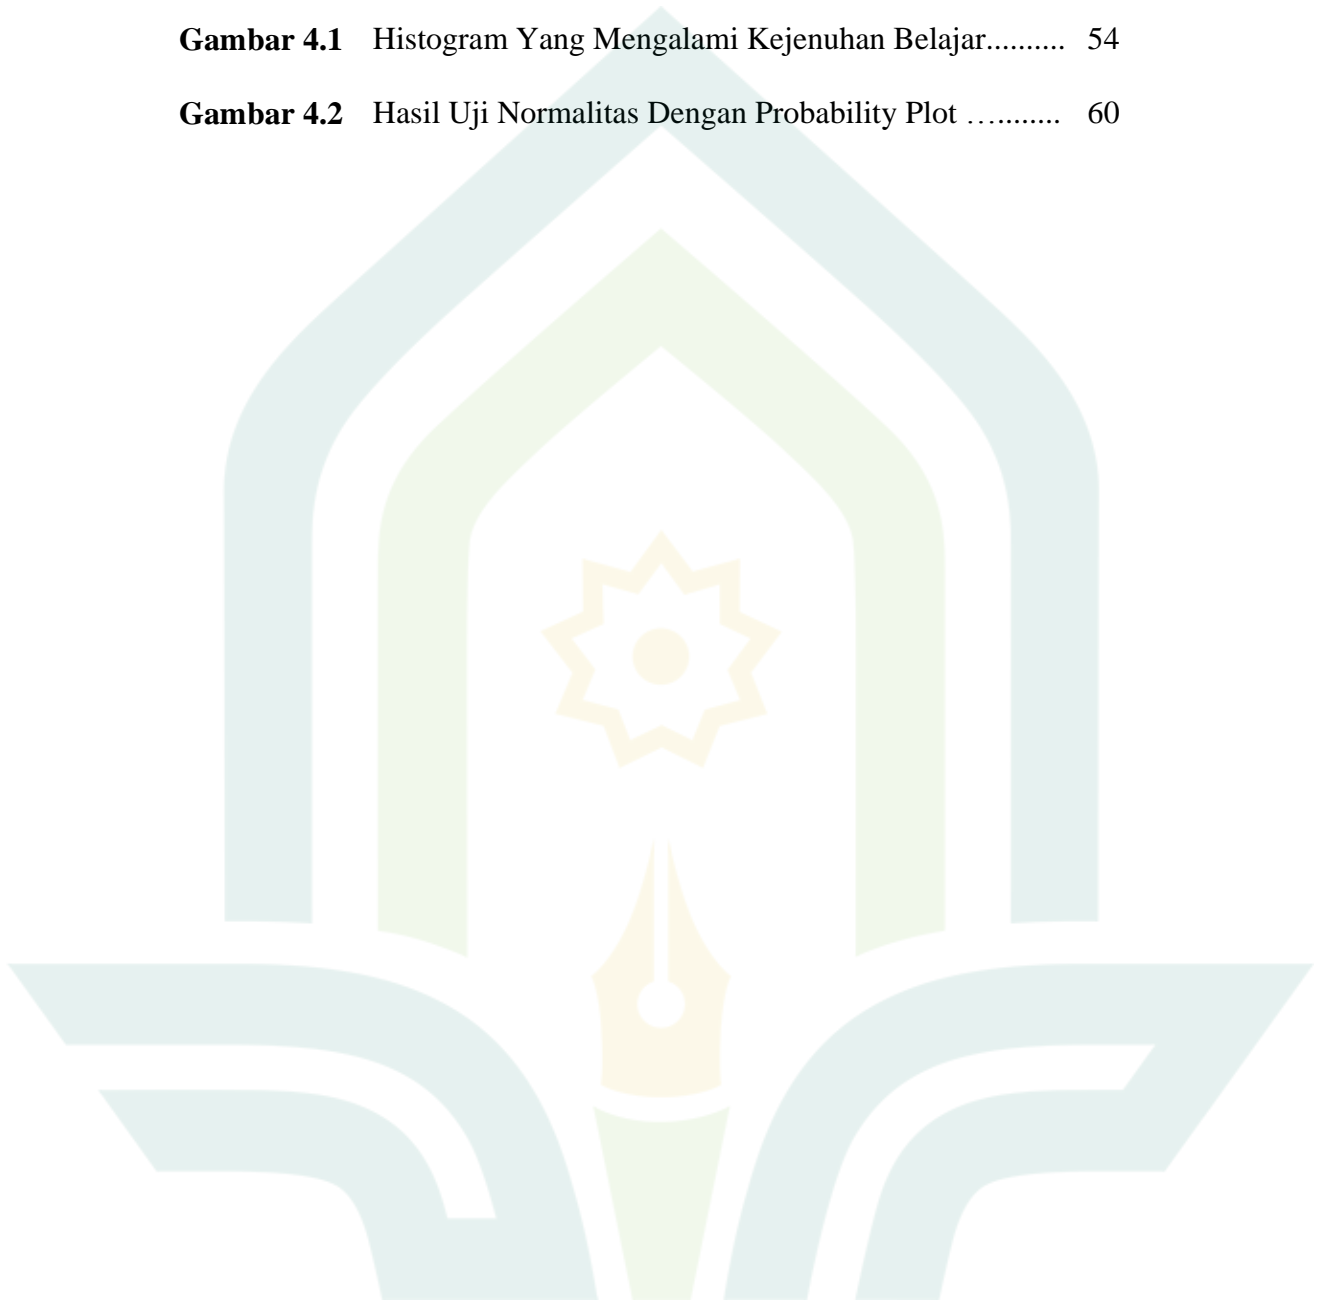 Gambar 4.1 Histogram Yang Mengalami Kejenuhan Belajar.......... 54
Gambar 4.2 Hasil Uji Normalitas Dengan Probability Plot …........ 60